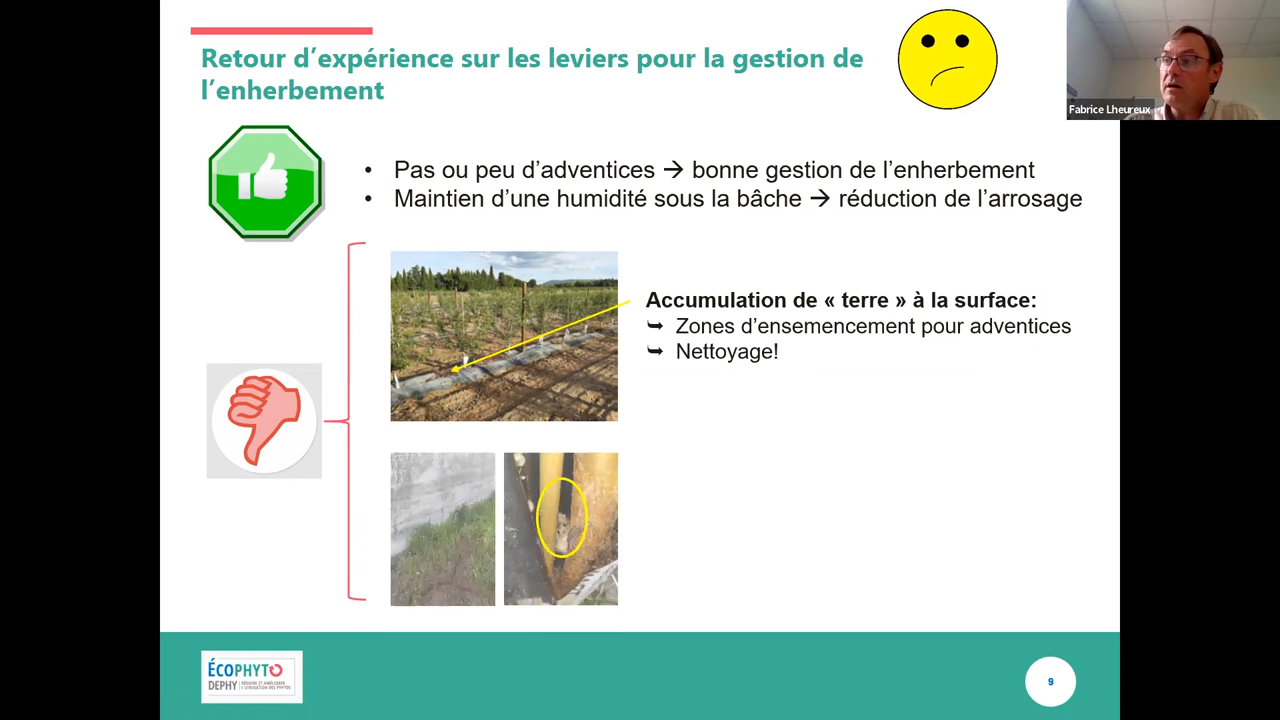 Retour d’expérience sur les leviers pour la gestion de
l’enherbement
Fabrice Lheureux
• Pas ou peu d’adventices → bonne gestion de l’enherbement
• Maintien d’une humidité sous la bâche → réduction de l’arrosage
Accumulation de « terre » à la surface:
➥ Zones d’ensemencement pour adventices
➥ Nettoyage!
ÉCOPHYTO
DEPHY
RÉDUIRE ET AMÉLIORER
L’UTILISATION DES PHYTOS
9